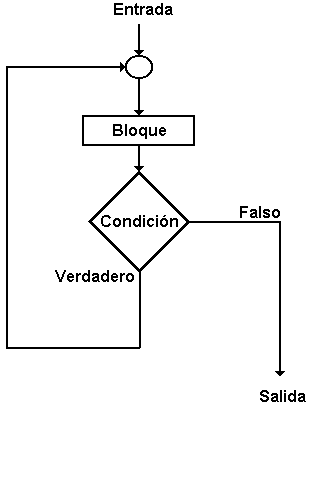 Entrada
Bloque
Condición
Falso
Verdadero
Salida